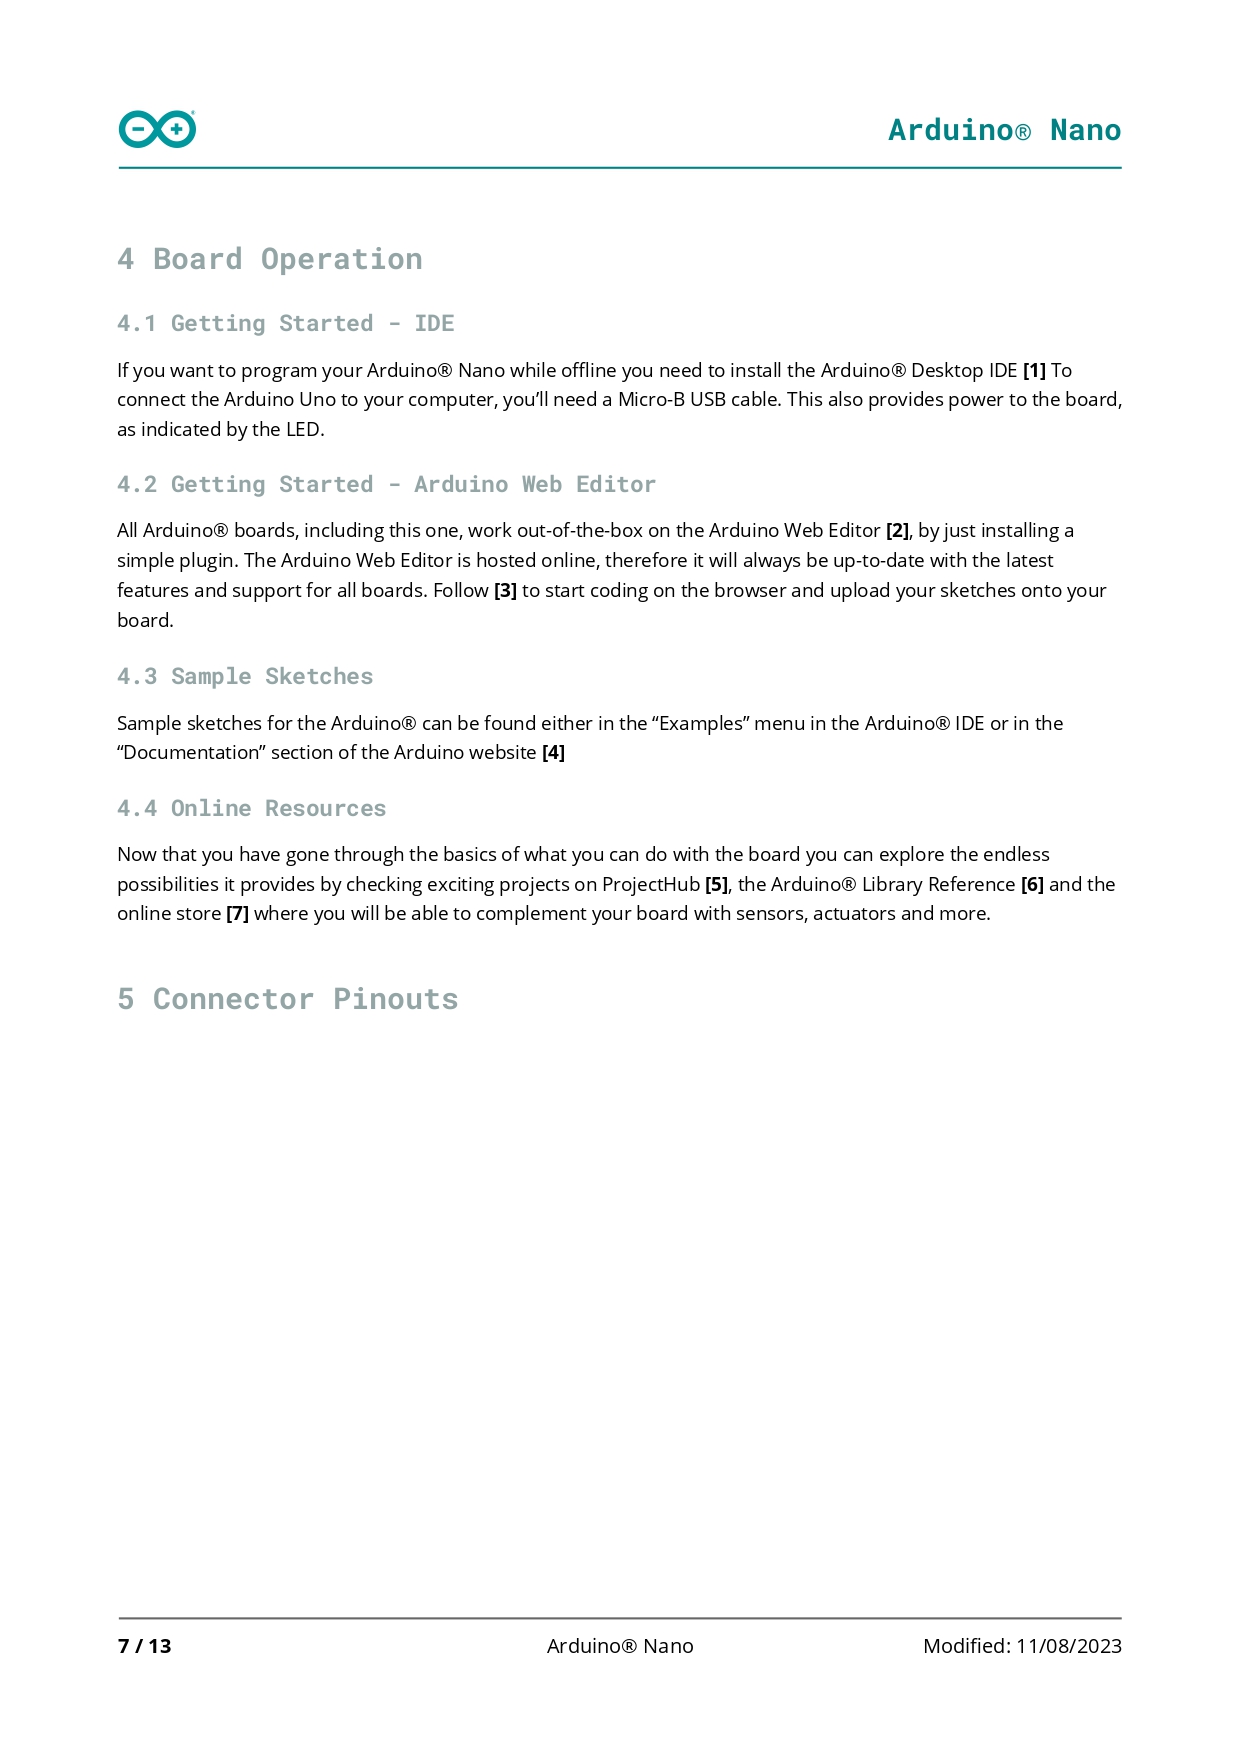 Arduino® Nano
4 Board Operation
4.1 Getting Started - IDE
If you want to program your Arduino® Nano while offline you need to install the Arduino® Desktop IDE [1] To
connect the Arduino Uno to your computer, you’ll need a Micro-B USB cable. This also provides power to the board,
as indicated by the LED.
4.2 Getting Started - Arduino Web Editor
All Arduino® boards, including this one, work out-of-the-box on the Arduino Web Editor [2], by just installing a
simple plugin. The Arduino Web Editor is hosted online, therefore it will always be up-to-date with the latest
features and support for all boards. Follow [3] to start coding on the browser and upload your sketches onto your
board.
4.3 Sample Sketches
Sample sketches for the Arduino® can be found either in the “Examples” menu in the Arduino® IDE or in the
“Documentation” section of the Arduino website [4]
4.4 Online Resources
Now that you have gone through the basics of what you can do with the board you can explore the endless
possibilities it provides by checking exciting projects on ProjectHub [5], the Arduino® Library Reference [6] and the
online store [7] where you will be able to complement your board with sensors, actuators and more.
5 Connector Pinouts
7 / 13
Arduino® Nano
Modified: 11/08/2023